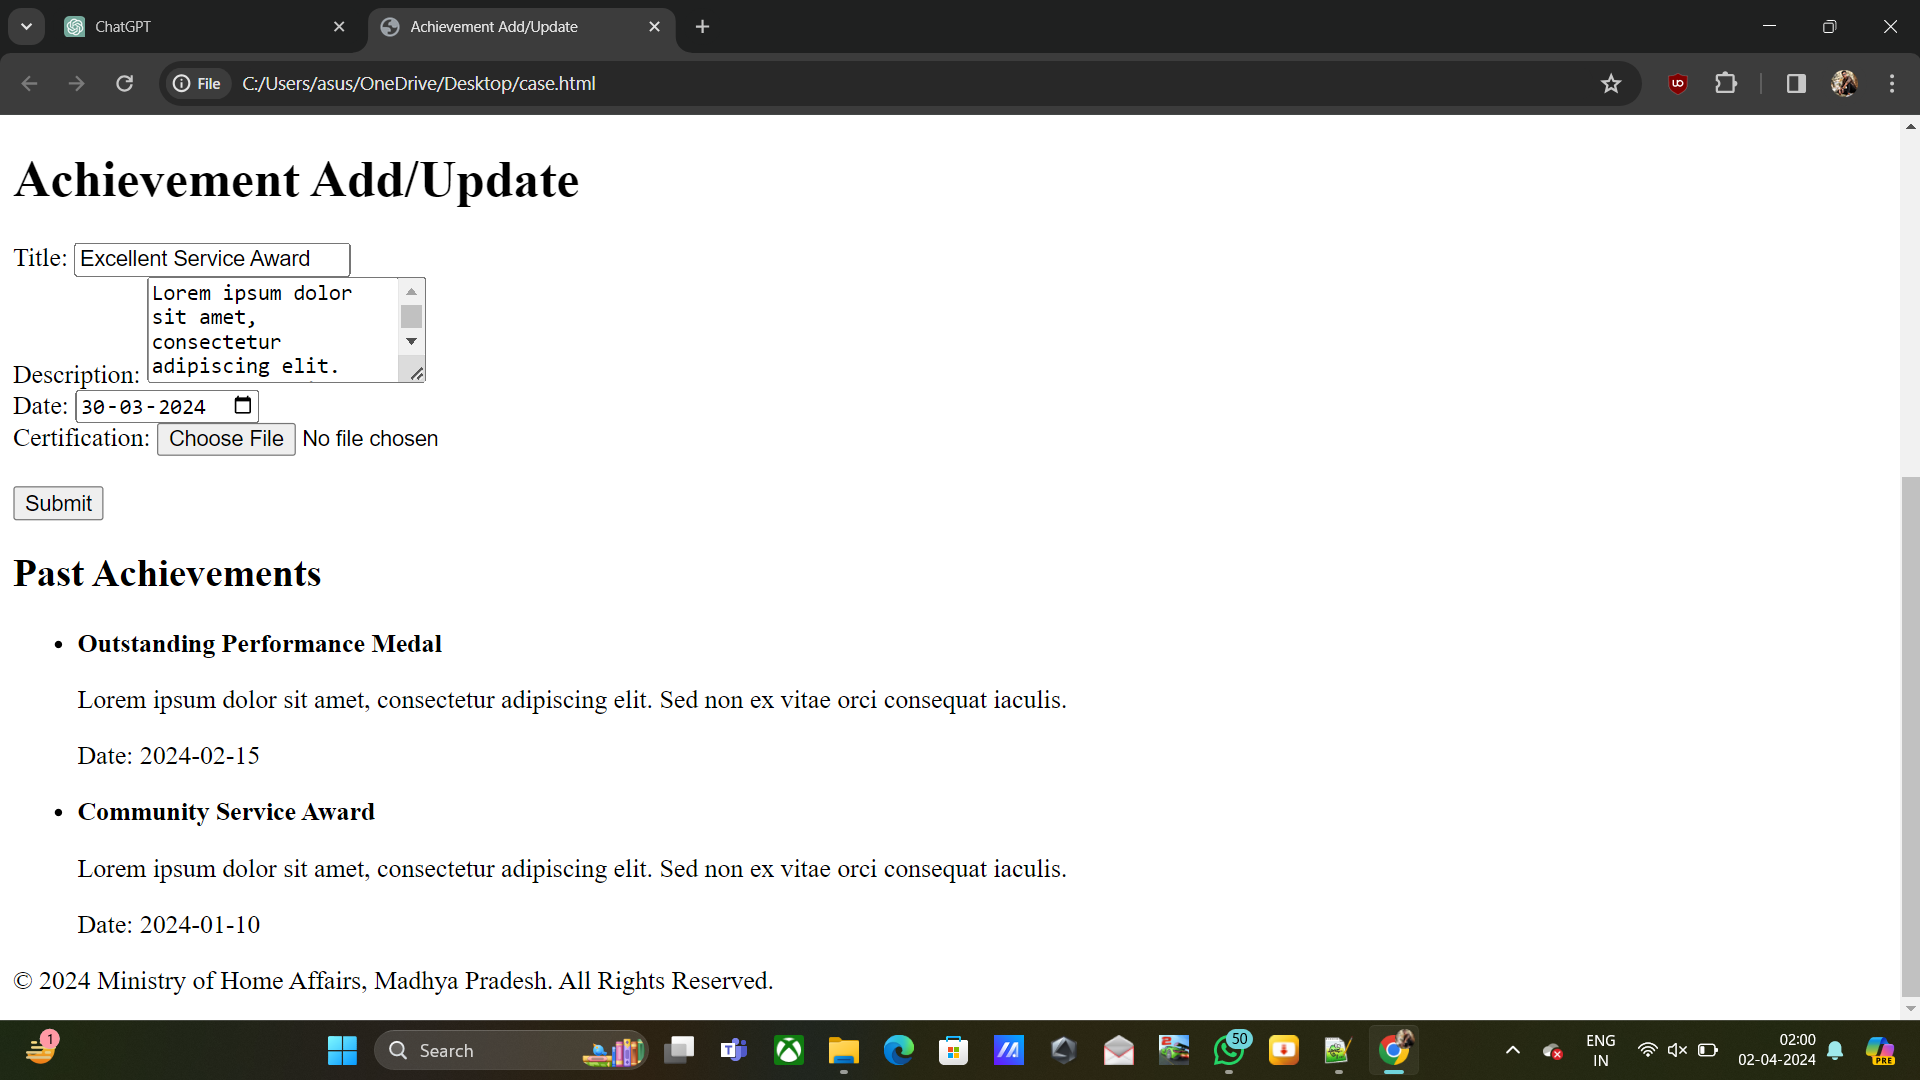 ChatGPT
Achievement Add/Update
File
C:/Users/asus/OneDrive/Desktop/case.html
Achievement Add/Update
Title: Excellent Service Award
Lorem ipsum dolor
sit amet,
consectetur
adipiscing elit.
Description:
Date: 30-03-2024
Certification: Choose File No file chosen
Submit
Past Achievements
• Outstanding Performance Medal
Lorem ipsum dolor sit amet, consectetur adipiscing elit. Sed non ex vitae orci consequat iaculis.
Date: 2024-02-15
• Community Service Award
Lorem ipsum dolor sit amet, consectetur adipiscing elit. Sed non ex vitae orci consequat iaculis.
Date: 2024-01-10
© 2024 Ministry of Home Affairs, Madhya Pradesh. All Rights Reserved.
1
Search
50
ENG
IN
02:00
02-04-2024
PRE